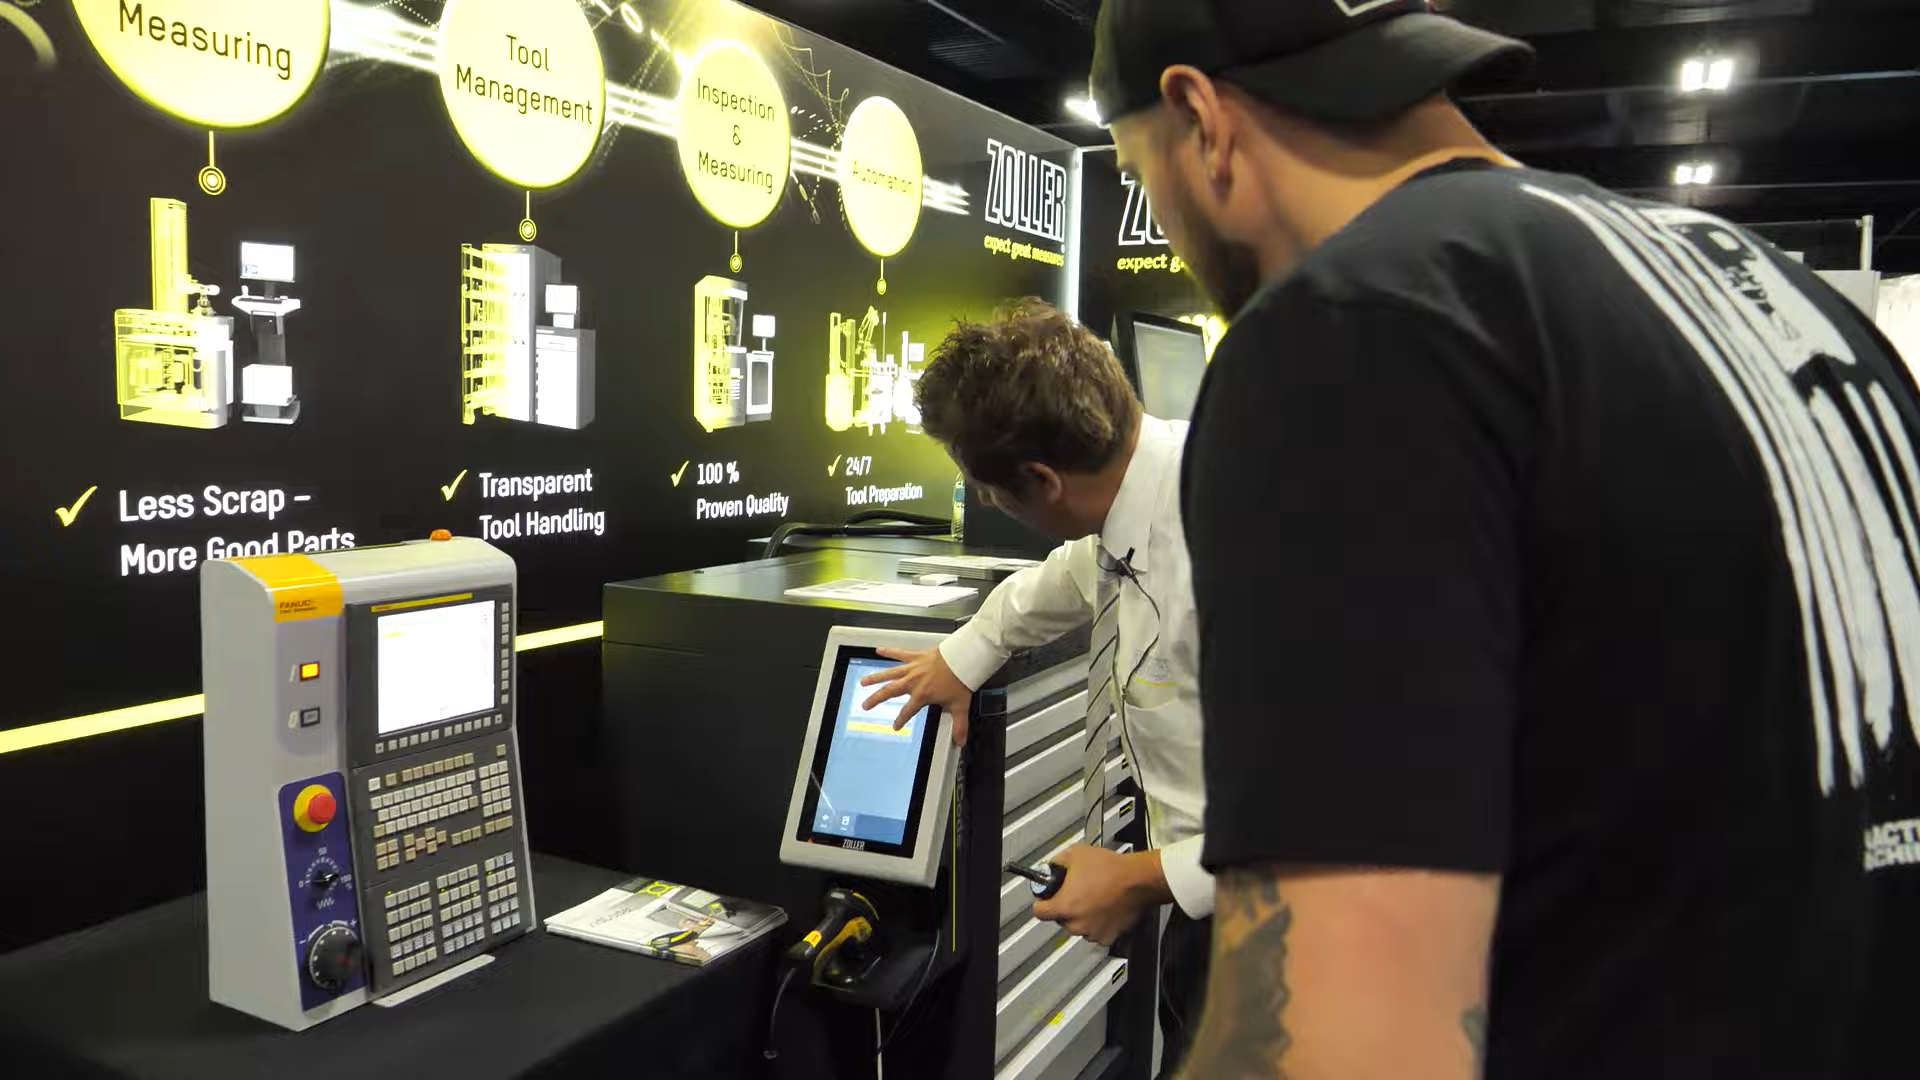 Measuring
Tool
Management
Inspection
&
Measuring
Automation
ZOLLER
expect great measures
expect g
✓ Less Scrap –
More Good Parts
✓ Transparent
Tool Handling
✓ 100 %
Proven Quality
✓ 24/7
Tool Preparation
FANUC
ZOLLER
50